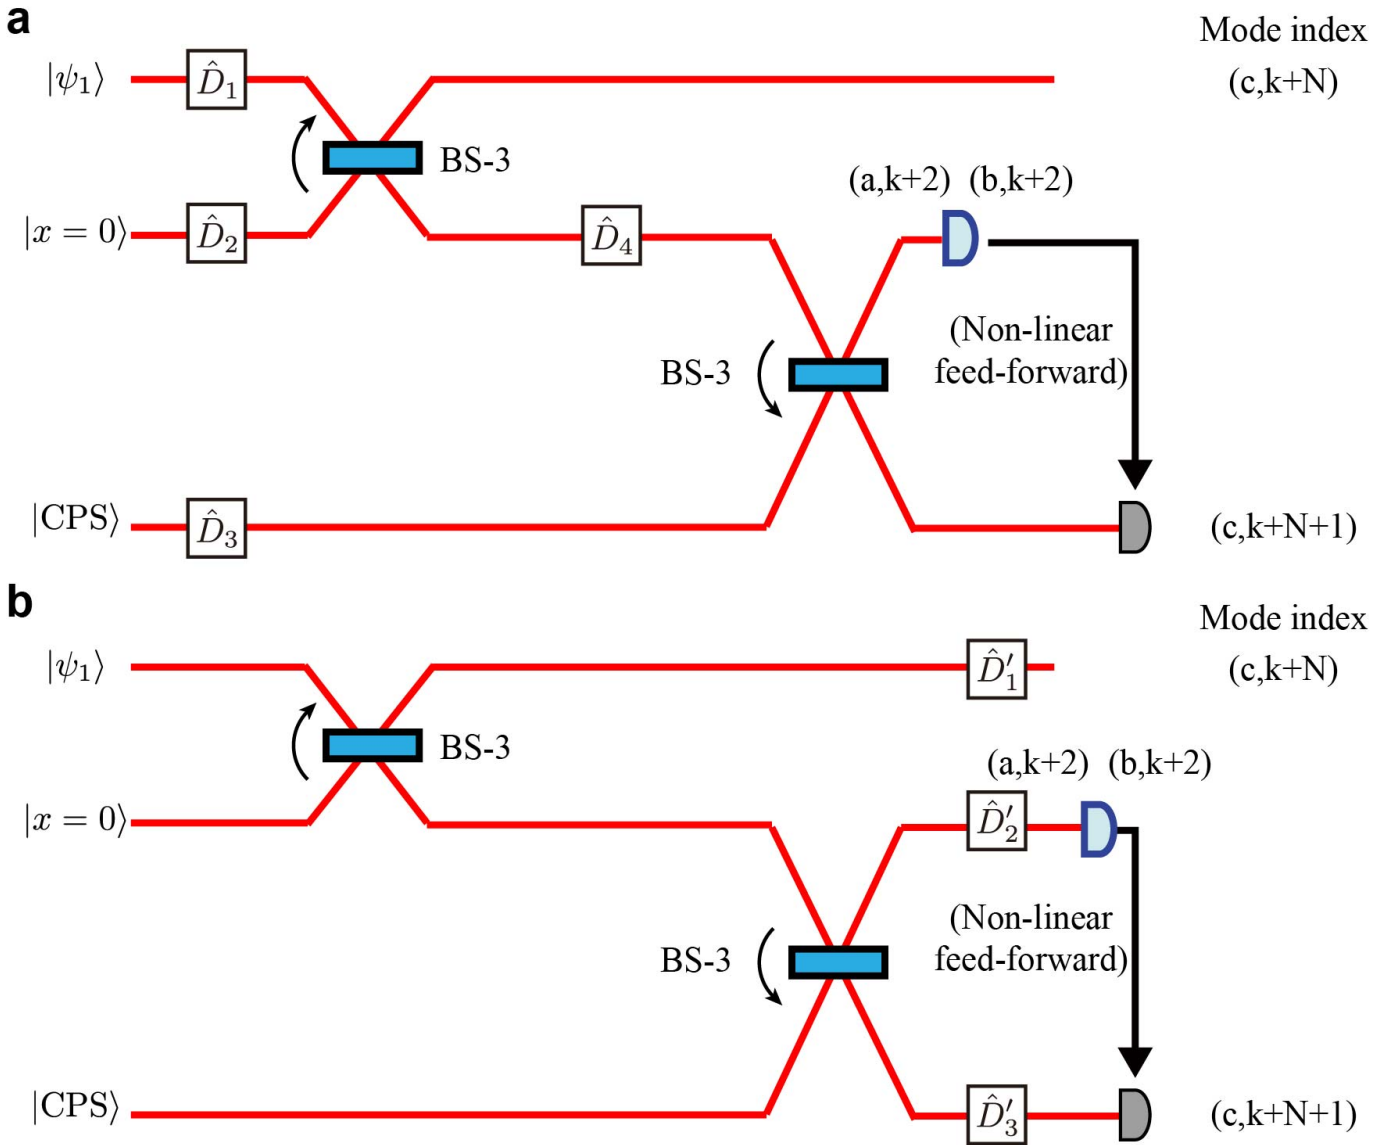 a
Mode index
|ψ₁⟩ D̂₁ (c,k+N)
BS-3
(a,k+2) (b,k+2)
|x = 0⟩ D̂₂ D̂₄
(Non-linear
BS-3 feed-forward)
|CPS⟩ D̂₃ (c,k+N+1)
b
Mode index
|ψ₁⟩ D̂′₁ (c,k+N)
BS-3
(a,k+2) (b,k+2)
|x = 0⟩ D̂′₂
(Non-linear
BS-3 feed-forward)
|CPS⟩ D̂′₃ (c,k+N+1)